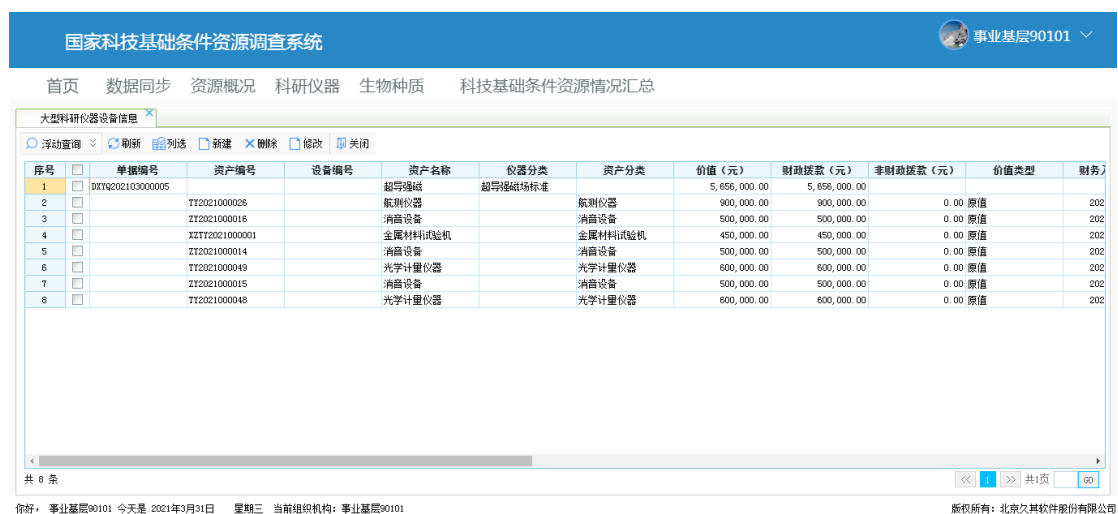 国家科技基础条件资源调查系统 事业基层90101
首页 数据同步 资源概况 科研仪器 生物种质 科技基础条件资源情况汇总
大型科研仪器设备信息
浮动查询 刷新 列选 新建 删除 修改 关闭
序号 单据编号 资产编号 设备编号 资产名称 仪器分类 资产分类 价值（元） 财政拨款（元） 非财政拨款（元） 价值类型 财务
1 DXYQ202103000005 超导强磁 超导强磁场标准 5,656,000.00 5,656,000.00
2 TY2021000026 航测仪器 航测仪器 900,000.00 900,000.00 0.00 原值 202
3 ZY2021000016 消音设备 消音设备 500,000.00 500,000.00 0.00 原值 202
4 XZTY2021000001 金属材料试验机 金属材料试验机 450,000.00 450,000.00 0.00 原值 202
5 ZY2021000014 消音设备 消音设备 500,000.00 500,000.00 0.00 原值 202
6 TY2021000049 光学计量仪器 光学计量仪器 600,000.00 600,000.00 0.00 原值 202
7 ZY2021000015 消音设备 消音设备 500,000.00 500,000.00 0.00 原值 202
8 TY2021000048 光学计量仪器 光学计量仪器 600,000.00 600,000.00 0.00 原值 202
共 8 条 << 1 >> 共1页 GO
你好， 事业基层90101 今天是 2021年3月31日 星期三 当前组织机构：事业基层90101 版权所有：北京久其软件股份有限公司